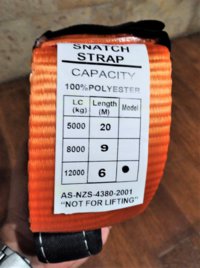 SNATCH
STRAP
CAPACITY
100%POLYESTER
LC (kg) Length (M) Model
5000 20
8000 9
12000 6 ●
AS-NZS-4380-2001
"NOT FOR LIFTING"